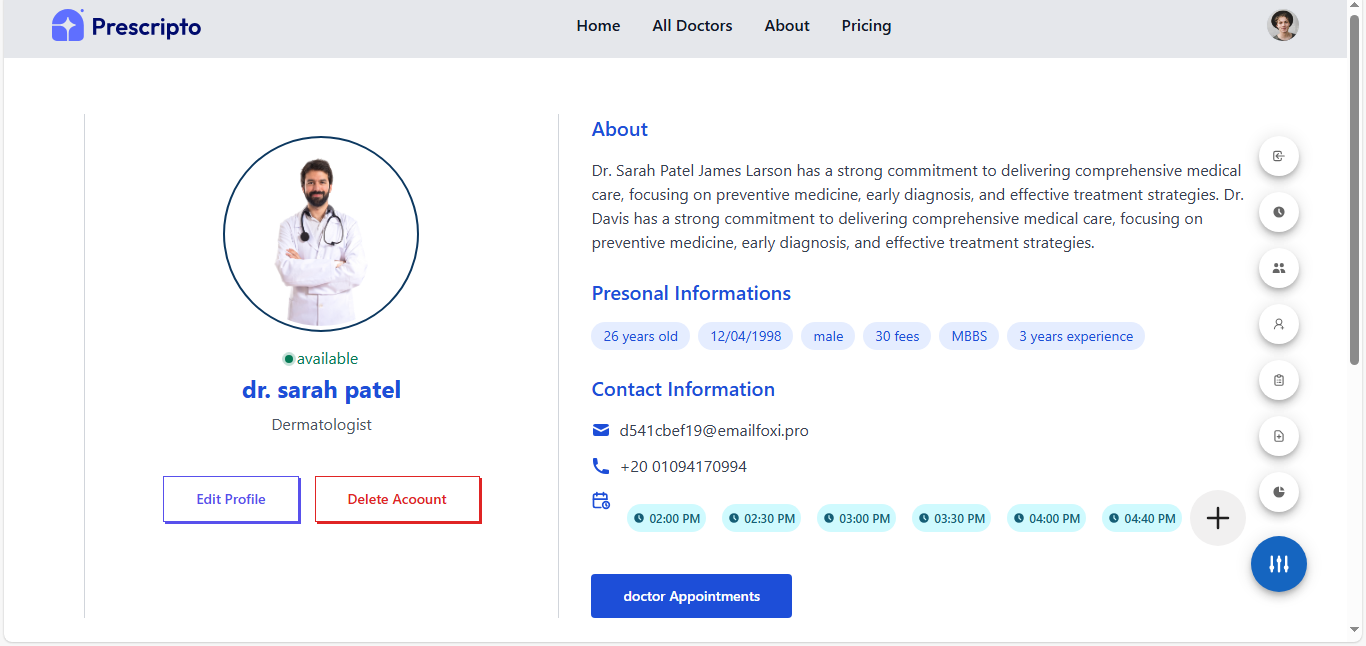 Prescripto
Home All Doctors About Pricing
available
dr. sarah patel
Dermatologist
Edit Profile Delete Acoount
About
Dr. Sarah Patel James Larson has a strong commitment to delivering comprehensive medical
care, focusing on preventive medicine, early diagnosis, and effective treatment strategies. Dr.
Davis has a strong commitment to delivering comprehensive medical care, focusing on
preventive medicine, early diagnosis, and effective treatment strategies.
Presonal Informations
26 years old 12/04/1998 male 30 fees MBBS 3 years experience
Contact Information
d541cbef19@emailfoxi.pro
+20 01094170994
02:00 PM 02:30 PM 03:00 PM 03:30 PM 04:00 PM 04:40 PM
doctor Appointments